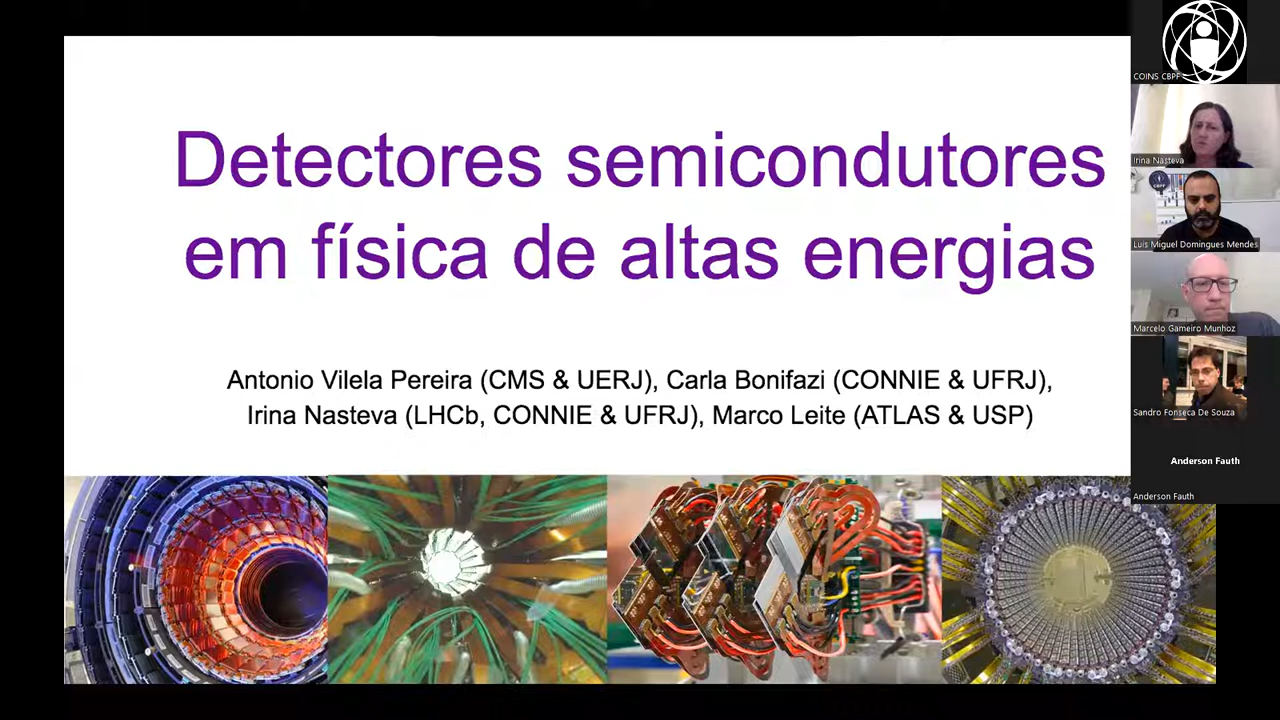 Detectores semicondutores
em física de altas energias
Antonio Vilela Pereira (CMS & UERJ), Carla Bonifazi (CONNIE & UFRJ),
Irina Nasteva (LHCb, CONNIE & UFRJ), Marco Leite (ATLAS & USP)
COINS CBPF
Irina Nasteva
CBPF
Luis Miguel Domingues Mendes
Marcelo Gameiro Munhoz
Sandro Fonseca De Souza
Anderson Fauth
Anderson Fauth